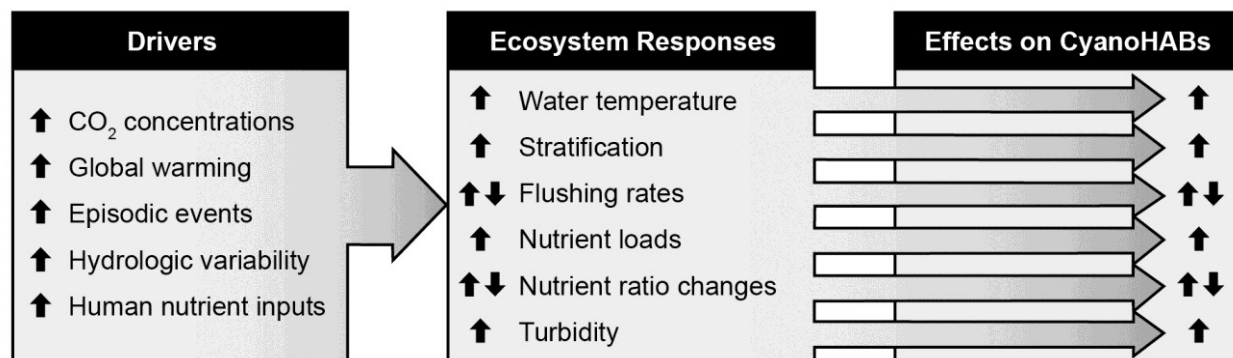 Drivers
CO₂ concentrations
Global warming
Episodic events
Hydrologic variability
Human nutrient inputs
Ecosystem Responses
Water temperature
Stratification
Flushing rates
Nutrient loads
Nutrient ratio changes
Turbidity
Effects on CyanoHABs